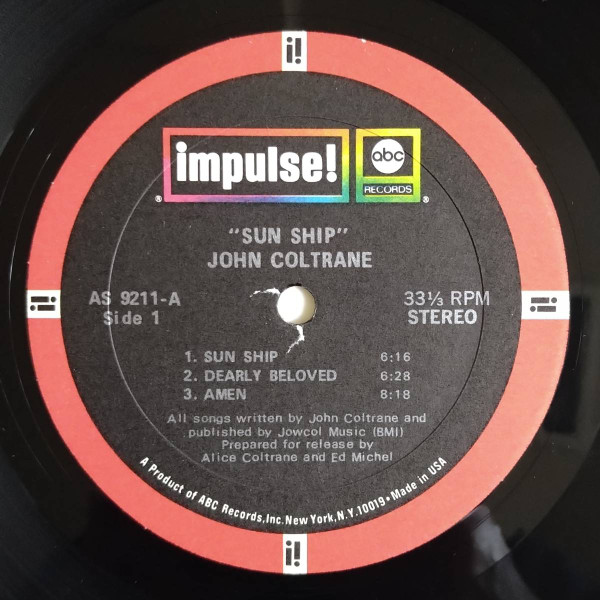 i!
impulse!
abc
RECORDS
® ®
"SUN SHIP"
JOHN COLTRANE
AS 9211-A
Side 1
33⅓ RPM
STEREO
i!
i!
1. SUN SHIP 6:16
2. DEARLY BELOVED 6:28
3. AMEN 8:18
All songs written by John Coltrane and
published by Jowcol Music (BMI)
Prepared for release by
Alice Coltrane and Ed Michel
A Product of ABC Records, Inc. New York, N.Y. 10019 • Made in USA
i!